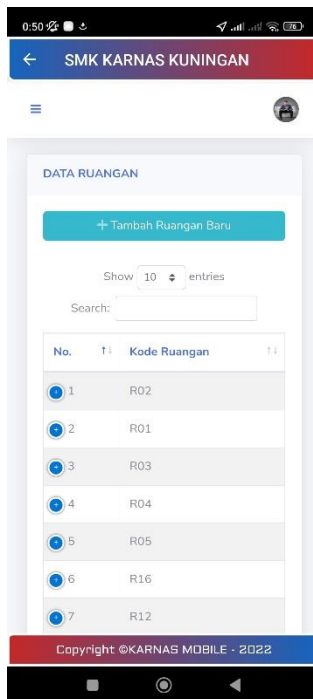 0:50
76
SMK KARNAS KUNINGAN
DATA RUANGAN
+ Tambah Ruangan Baru
Show 10 entries
Search:
No. Kode Ruangan
1 R02
2 R01
3 R03
4 R04
5 R05
6 R16
7 R12
Copyright ©KARNAS MOBILE - 2022